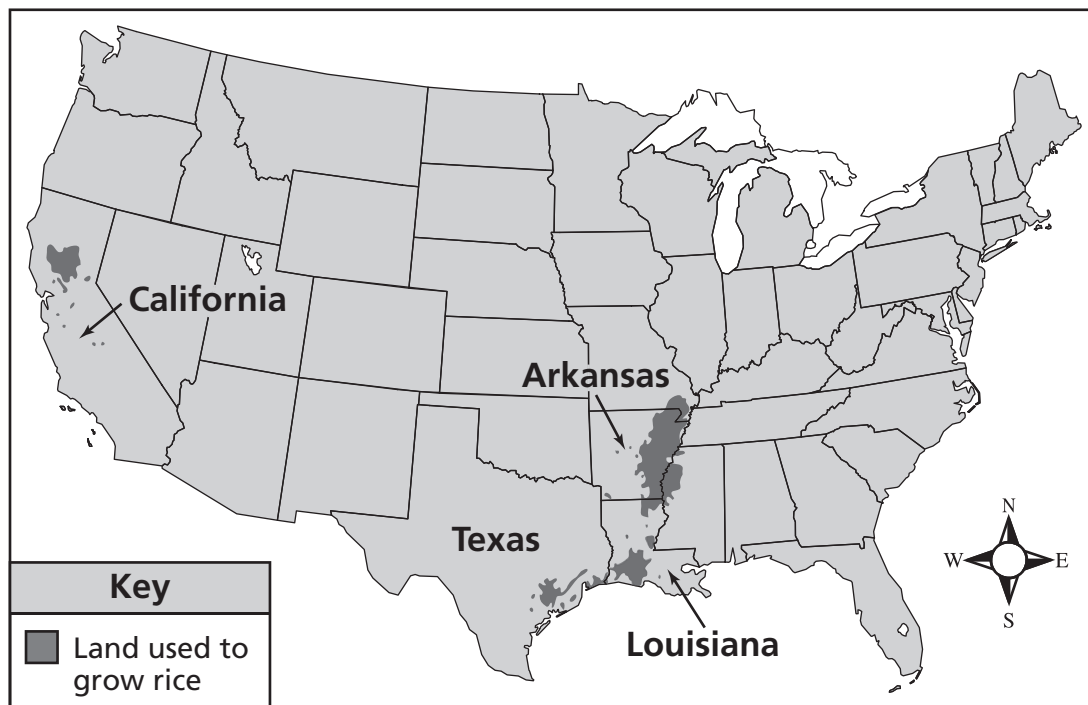 California
Arkansas
Texas
Louisiana
N
W
E
S
Key
Land used to
grow rice